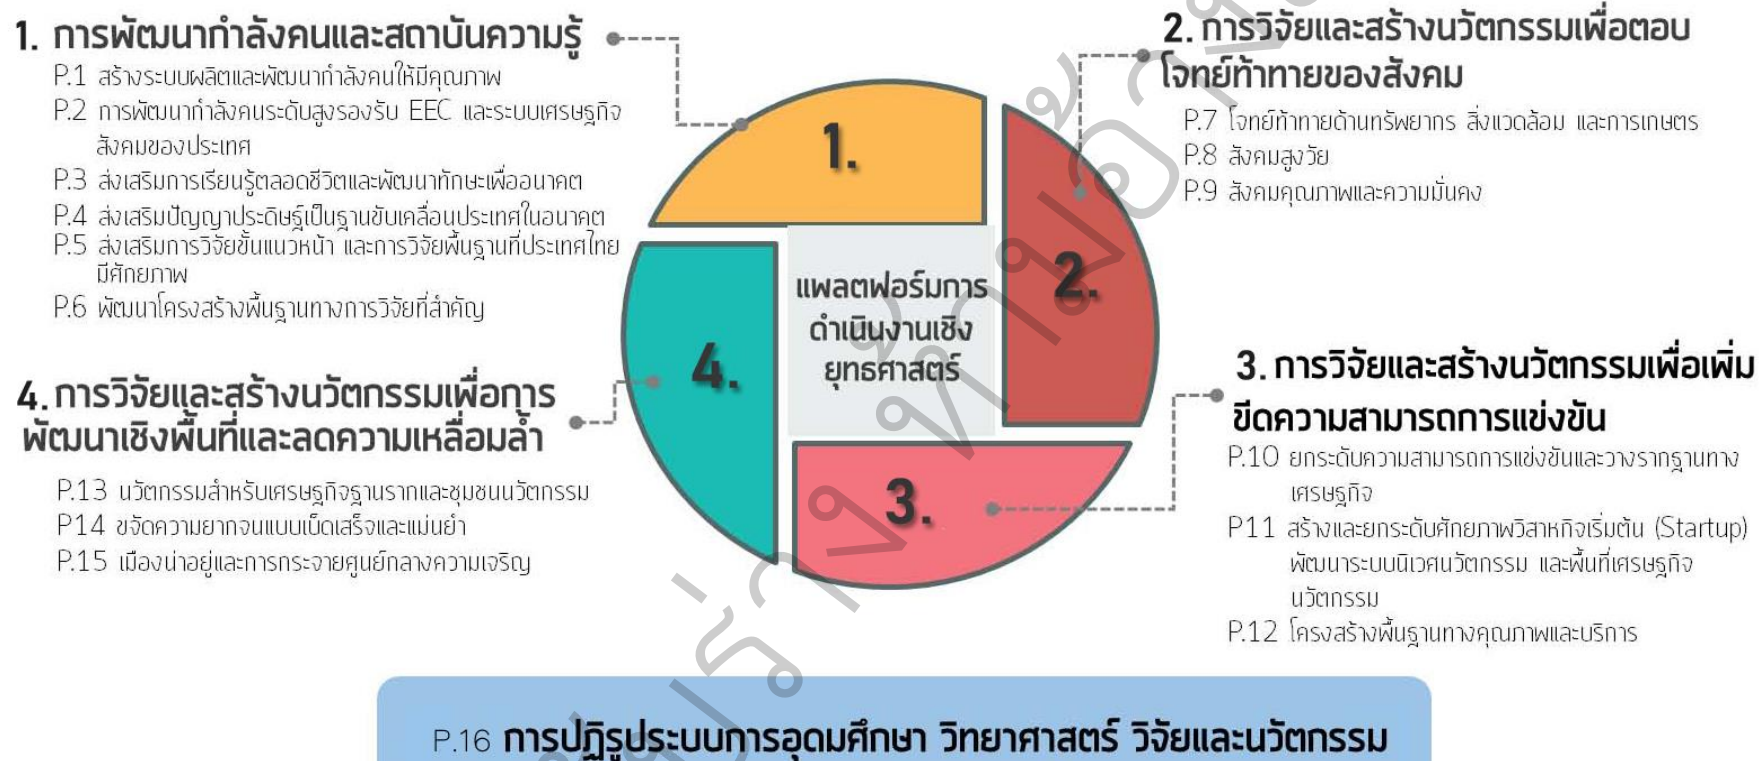 1. การพัฒนากำลังคนและสถาบันความรู้
P.1 สร้างระบบผลิตและพัฒนากำลังคนให้มีคุณภาพ
P.2 การพัฒนากำลังคนระดับสูงรองรับ EEC และระบบเศรษฐกิจ
สังคมของประเทศ
P.3 ส่งเสริมการเรียนรู้ตลอดชีวิตและพัฒนาทักษะเพื่ออนาคต
P.4 ส่งเสริมปัญญาประดิษฐ์เป็นฐานขับเคลื่อนประเทศในอนาคต
P.5 ส่งเสริมการวิจัยขั้นแนวหน้า และการวิจัยพื้นฐานที่ประเทศไทย
มีศักยภาพ
P.6 พัฒนาโครงสร้างพื้นฐานทางการวิจัยที่สำคัญ
2. การวิจัยและสร้างนวัตกรรมเพื่อตอบ
โจทย์ท้าทายของสังคม
P.7 โจทย์ท้าทายด้านทรัพยากร สิ่งแวดล้อม และการเกษตร
P.8 สังคมสูงวัย
P.9 สังคมคุณภาพและความมั่นคง
1.
2.
3.
4.
แพลตฟอร์มการ
ดำเนินงานเชิง
ยุทธศาสตร์
3. การวิจัยและสร้างนวัตกรรมเพื่อเพิ่ม
ขีดความสามารถการแข่งขัน
P.10 ยกระดับความสามารถการแข่งขันและวางรากฐานทาง
เศรษฐกิจ
P11 สร้างและยกระดับศักยภาพวิสาหกิจเริ่มต้น (Startup)
พัฒนาระบบนิเวศนวัตกรรม และพื้นที่เศรษฐกิจ
นวัตกรรม
P.12 โครงสร้างพื้นฐานทางคุณภาพและบริการ
4. การวิจัยและสร้างนวัตกรรมเพื่อการ
พัฒนาเชิงพื้นที่และลดความเหลื่อมล้ำ
P.13 นวัตกรรมสำหรับเศรษฐกิจฐานรากและชุมชนนวัตกรรม
P14 ขจัดความยากจนแบบเบ็ดเสร็จและแม่นยำ
P.15 เมืองน่าอยู่และการกระจายศูนย์กลางความเจริญ
P.16 การปฏิรูประบบการอุดมศึกษา วิทยาศาสตร์ วิจัยและนวัตกรรม